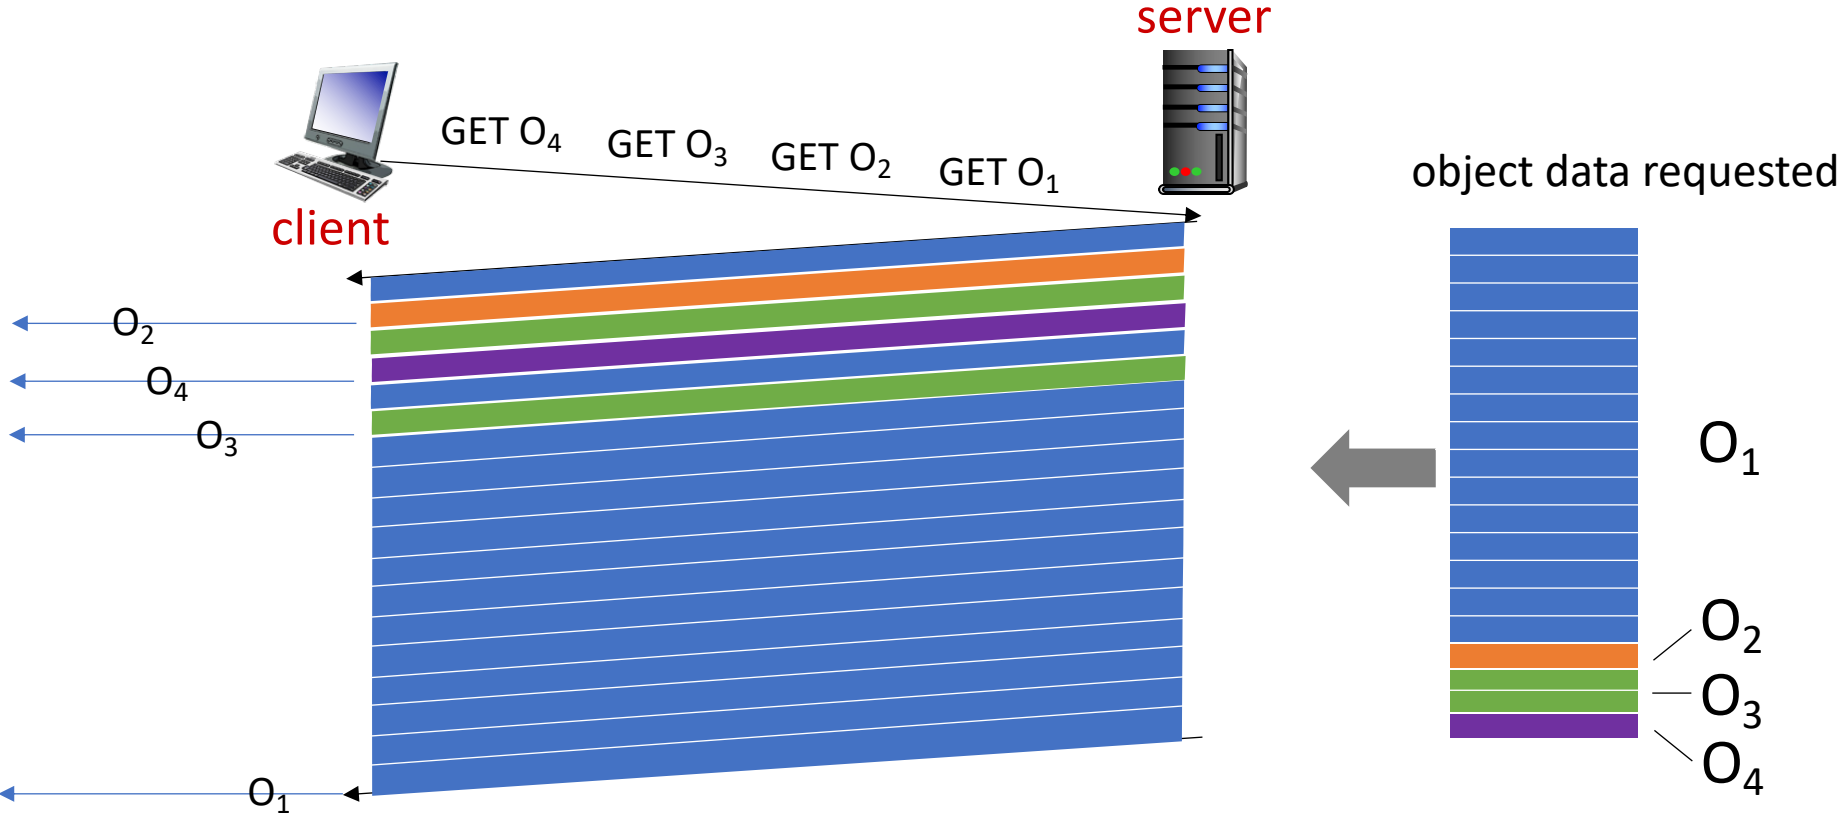 server
GET O₄ GET O₃ GET O₂ GET O₁
object data requested
client
O₂
O₄
O₃
O₁
O₁
O₂
O₃
O₄